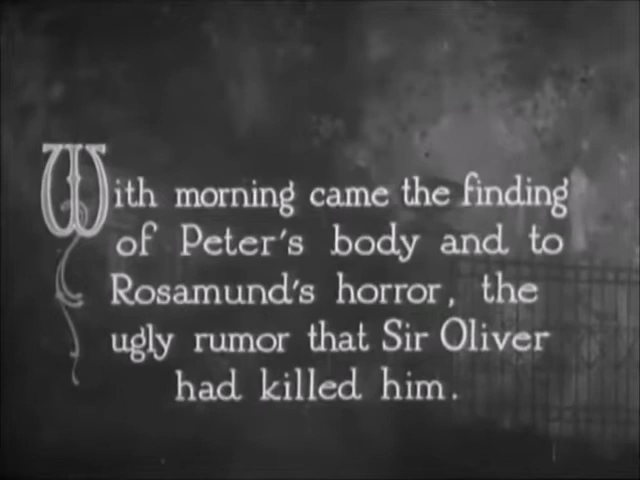 With morning came the finding
of Peter's body and to
Rosamund's horror, the
ugly rumor that Sir Oliver
had killed him.